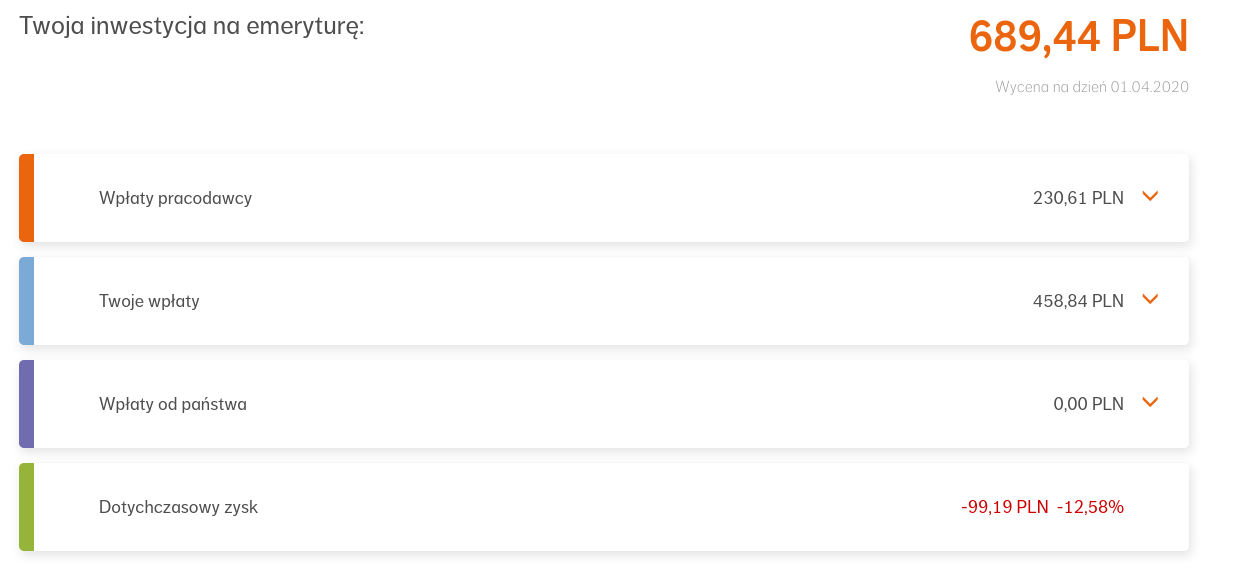 Twoja inwestycja na emeryturę:
689,44 PLN
Wycena na dzień 01.04.2020
Wpłaty pracodawcy 230,61 PLN
Twoje wpłaty 458,84 PLN
Wpłaty od państwa 0,00 PLN
Dotychczasowy zysk -99,19 PLN -12,58%